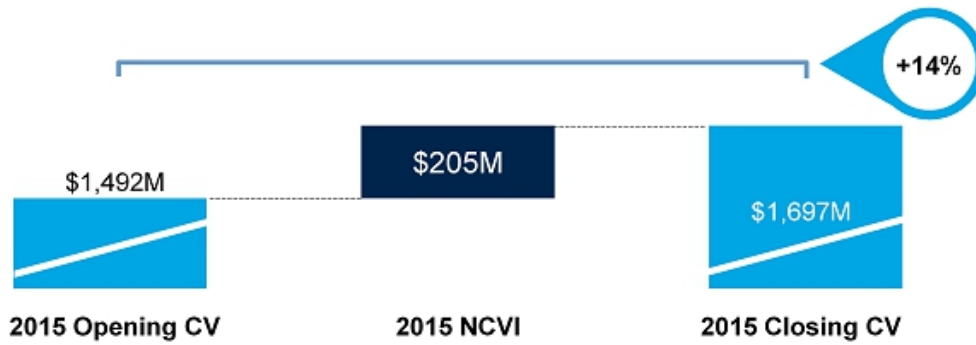 +14%
$205M
$1,492M
$1,697M
2015 Opening CV
2015 NCVI
2015 Closing CV